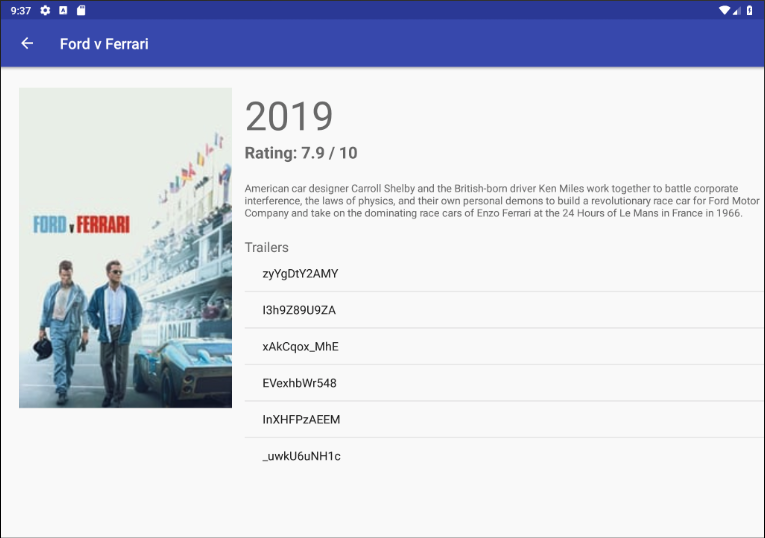 9:37
Ford v Ferrari
FORD v FERRARI
2019
Rating: 7.9 / 10
American car designer Carroll Shelby and the British-born driver Ken Miles work together to battle corporate
interference, the laws of physics, and their own personal demons to build a revolutionary race car for Ford Motor
Company and take on the dominating race cars of Enzo Ferrari at the 24 Hours of Le Mans in France in 1966.
Trailers
zyYgDtY2AMY
I3h9Z89U9ZA
xAkCqox_MhE
EVexhbWr548
InXHFPzAEEM
_uwkU6uNH1c